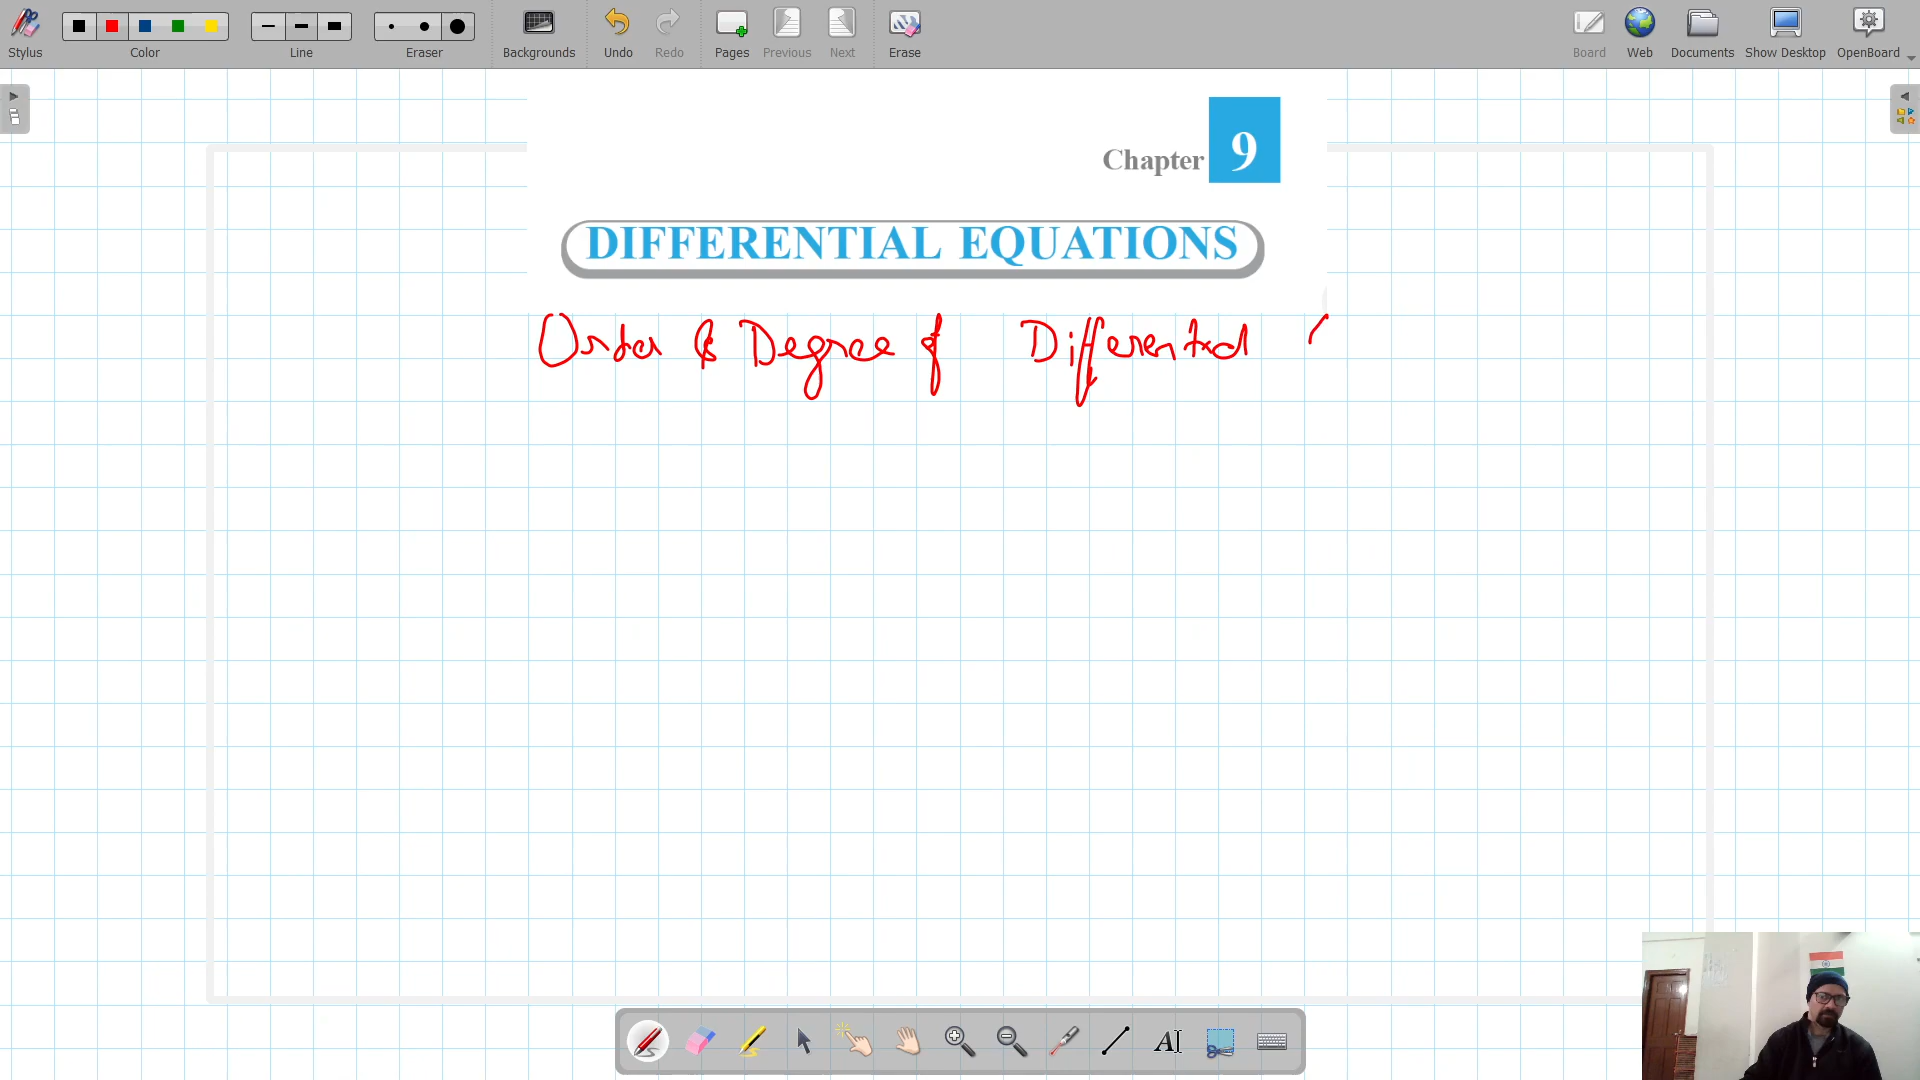 Stylus Color Line Eraser Backgrounds Undo Redo Pages Previous Next Erase Board Web Documents Show Desktop OpenBoard
Chapter 9
DIFFERENTIAL EQUATIONS
Order & Degree of Differential